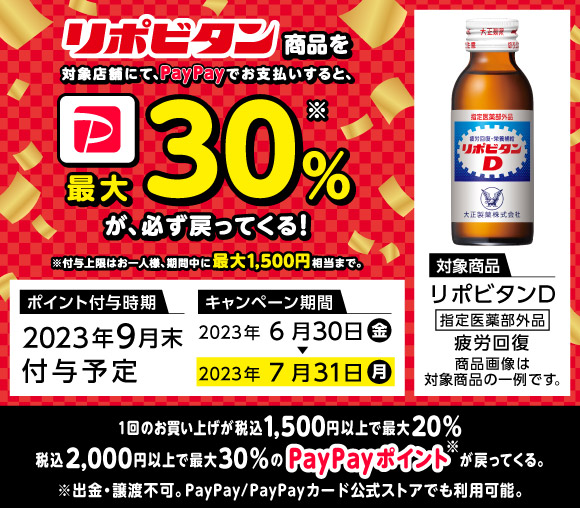 リポビタン商品を
対象店舗にて、PayPayでお支払いすると、
P
最大30%※
が、必ず戻ってくる!
※付与上限はお一人様、期間中に最大1,500円相当まで。
ポイント付与時期
2023年9月末
付与予定
キャンペーン期間
2023年 6月30日金
2023年 7月31日月
大正製薬
指定医薬部外品
疲労回復・栄養補給
リポビタン
D
大正製薬株式会社
対象商品
リポビタンD
指定医薬部外品
疲労回復
商品画像は
対象商品の一例です。
1回のお買い上げが税込1,500円以上で最大20%
税込2,000円以上で最大30%のPayPayポイント※が戻ってくる。
※出金・譲渡不可。PayPay/PayPayカード公式ストアでも利用可能。